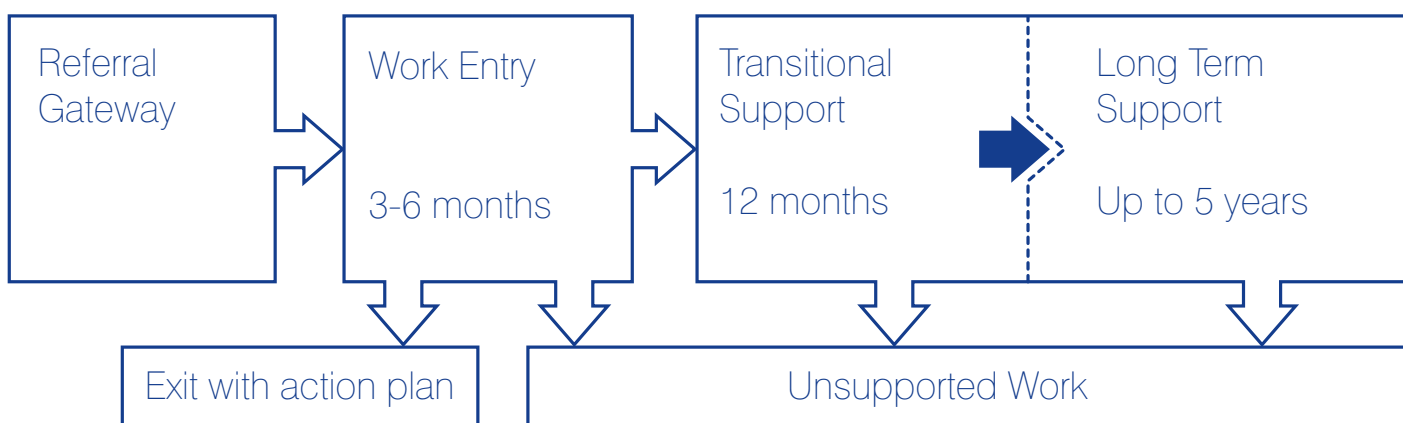 Referral
Gateway
Work Entry
3-6 months
Transitional
Support
12 months
Long Term
Support
Up to 5 years
Exit with action plan
Unsupported Work